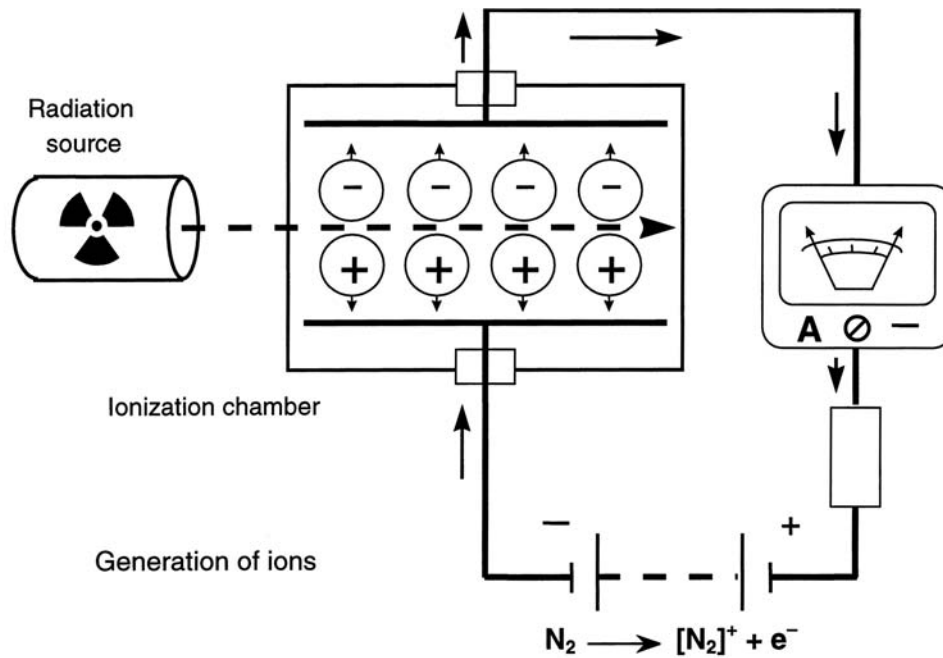 Radiation
source
− − − −
+ + + +
A −
Ionization chamber
− +
Generation of ions
N₂ ⟶ [N₂]⁺ + e⁻